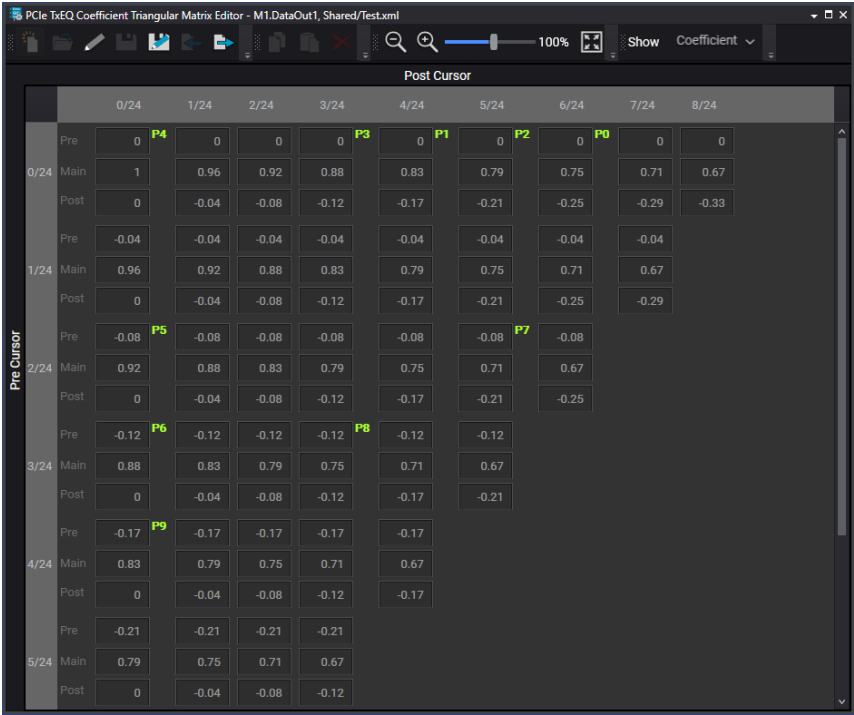 PCIe TxEQ Coefficient Triangular Matrix Editor - M1.DataOut1, Shared/Test.xml
100% Show Coefficient
Post Cursor
0/24 1/24 2/24 3/24 4/24 5/24 6/24 7/24 8/24
Pre Cursor
Pre 0 P4 0 0 0 P3 0 P1 0 P2 0 P0 0 0
0/24 Main 1 0.96 0.92 0.88 0.83 0.79 0.75 0.71 0.67
Post 0 -0.04 -0.08 -0.12 -0.17 -0.21 -0.25 -0.29 -0.33
Pre -0.04 -0.04 -0.04 -0.04 -0.04 -0.04 -0.04 -0.04
1/24 Main 0.96 0.92 0.88 0.83 0.79 0.75 0.71 0.67
Post 0 -0.04 -0.08 -0.12 -0.17 -0.21 -0.25 -0.29
Pre -0.08 P5 -0.08 -0.08 -0.08 -0.08 -0.08 P7 -0.08
2/24 Main 0.92 0.88 0.83 0.79 0.75 0.71 0.67
Post 0 -0.04 -0.08 -0.12 -0.17 -0.21 -0.25
Pre -0.12 P6 -0.12 -0.12 -0.12 P8 -0.12 -0.12
3/24 Main 0.88 0.83 0.79 0.75 0.71 0.67
Post 0 -0.04 -0.08 -0.12 -0.17 -0.21
Pre -0.17 P9 -0.17 -0.17 -0.17 -0.17
4/24 Main 0.83 0.79 0.75 0.71 0.67
Post 0 -0.04 -0.08 -0.12 -0.17
Pre -0.21 -0.21 -0.21 -0.21
5/24 Main 0.79 0.75 0.71 0.67
Post 0 -0.04 -0.08 -0.12